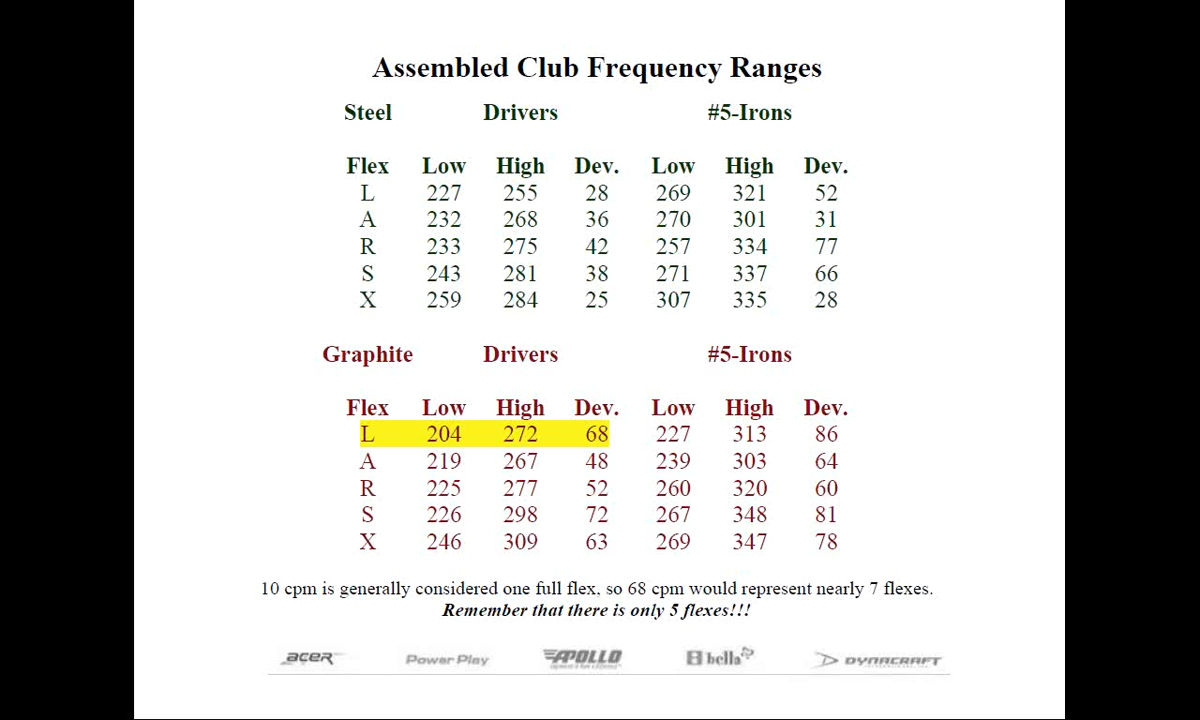 Assembled Club Frequency Ranges
Steel Drivers #5-Irons
Flex Low High Dev. Low High Dev.
L 227 255 28 269 321 52
A 232 268 36 270 301 31
R 233 275 42 257 334 77
S 243 281 38 271 337 66
X 259 284 25 307 335 28
Graphite Drivers #5-Irons
Flex Low High Dev. Low High Dev.
L 204 272 68 227 313 86
A 219 267 48 239 303 64
R 225 277 52 260 320 60
S 226 298 72 267 348 81
X 246 309 63 269 347 78
10 cpm is generally considered one full flex, so 68 cpm would represent nearly 7 flexes.
Remember that there is only 5 flexes!!!
acer Power Play APOLLO bella DYNACRAFT